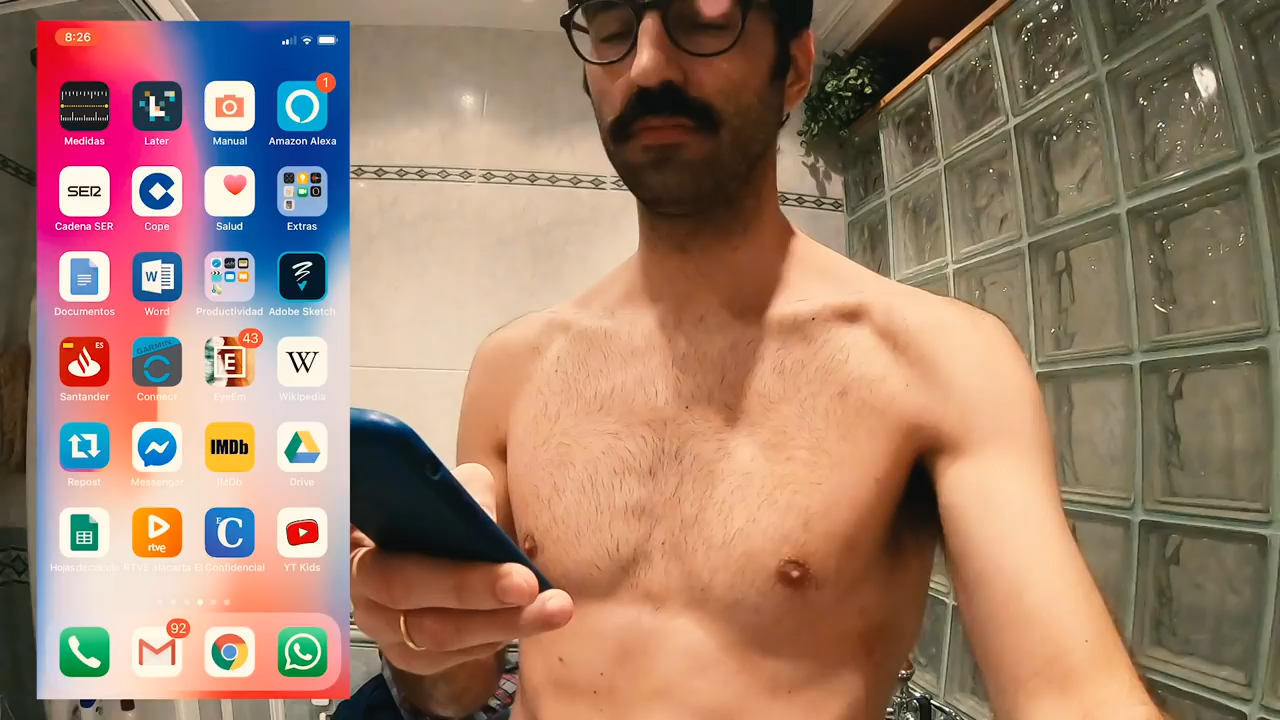 8:26
1
Medidas
L
Later
Manual
Amazon Alexa
SER
Cadena SER
Cope
Salud
Extras
Documentos
W
Word
Productividad
Adobe Sketch
ES
Santander
GARMIN
C
Connect
43
E
EyeEm
W
Wikipedia
Repost
Messenger
IMDb
IMDb
Drive
Hojas de cálculo
rtve
RTVE alacarta
EC
El Confidencial
YT Kids
92